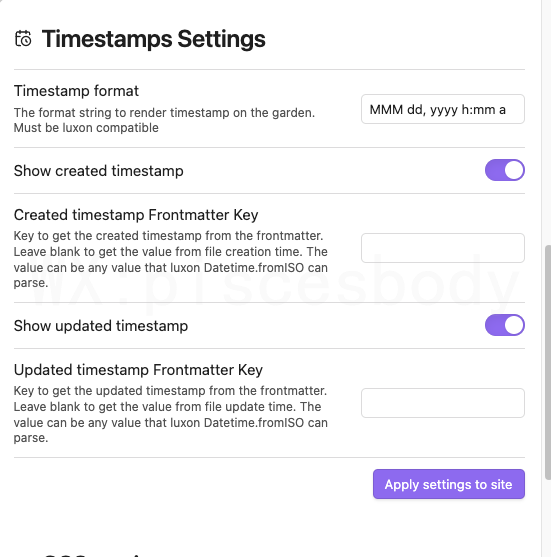 Timestamps Settings
Timestamp format
The format string to render timestamp on the garden.
Must be luxon compatible
MMM dd, yyyy h:mm a
Show created timestamp
Created timestamp Frontmatter Key
Key to get the created timestamp from the frontmatter.
Leave blank to get the value from file creation time. The
value can be any value that luxon Datetime.fromISO can
parse.
wx.piscesbody
Show updated timestamp
Updated timestamp Frontmatter Key
Key to get the updated timestamp from the frontmatter.
Leave blank to get the value from file update time. The
value can be any value that luxon Datetime.fromISO can
parse.
Apply settings to site